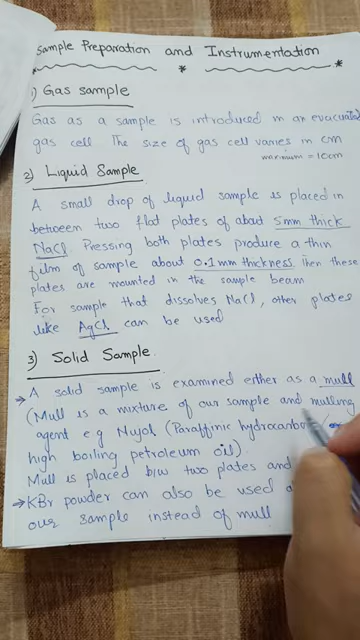 Sample Preparation and Instrumentation
1) Gas sample
Gas as a sample is introduced in an evacuated
gas cell. The size of gas cell varies in cm
minimum = 10cm
2) Liquid Sample
A small drop of liquid sample is placed in
between two flat plates of about 5mm thick
NaCl Pressing both plates produce a thin
film of sample about 0.1mm thickness Then these
plates are mounted in the sample beam
For sample that dissolves NaCl, other plates
like AgCl can be used
3) Solid Sample
→ A solid sample is examined either as a mull
(Mull is a mixture of our sample and mulling
agent e.g Nujol (Paraffinic hydrocarbon/
high boiling petroleum oil).
Mull is placed b/w two plates and
→ KBr powder can also be used
our sample instead of mull